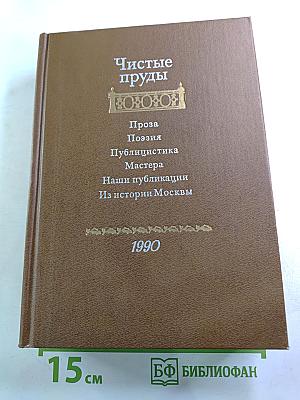 Чистые
пруды
Проза
Поэзия
Публицистика
Мастера
Наши публикации
Из истории Москвы
1990
15 см
БФ БИБЛИОФАН